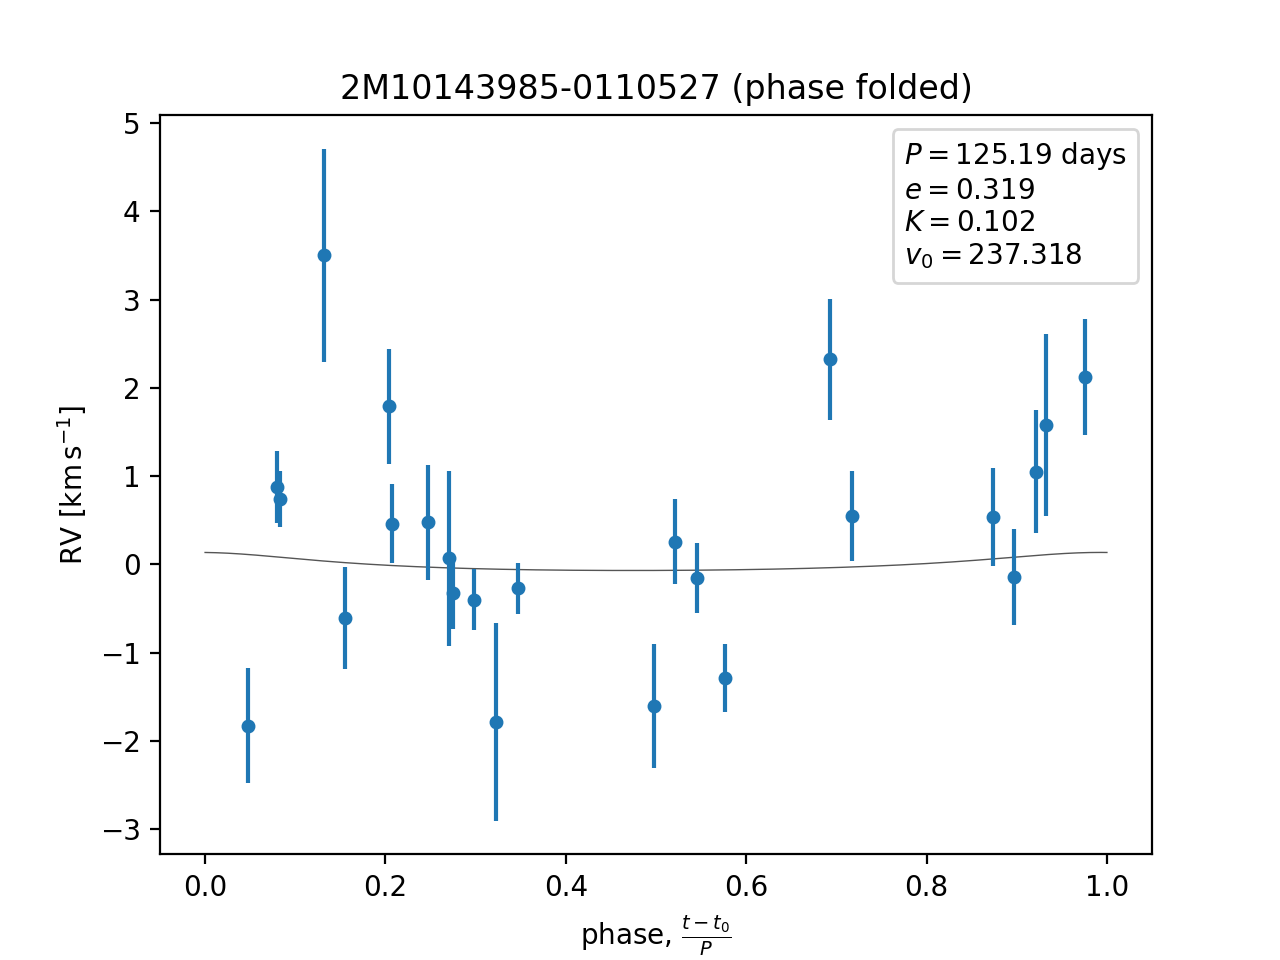 2M10143985-0110527 (phase folded)
P = 125.19 days
e = 0.319
K = 0.102
v₀ = 237.318
5
4
3
2
1
0
−1
−2
−3
RV [km s⁻¹]
0.0 0.2 0.4 0.6 0.8 1.0
phase, (t − t₀)/P